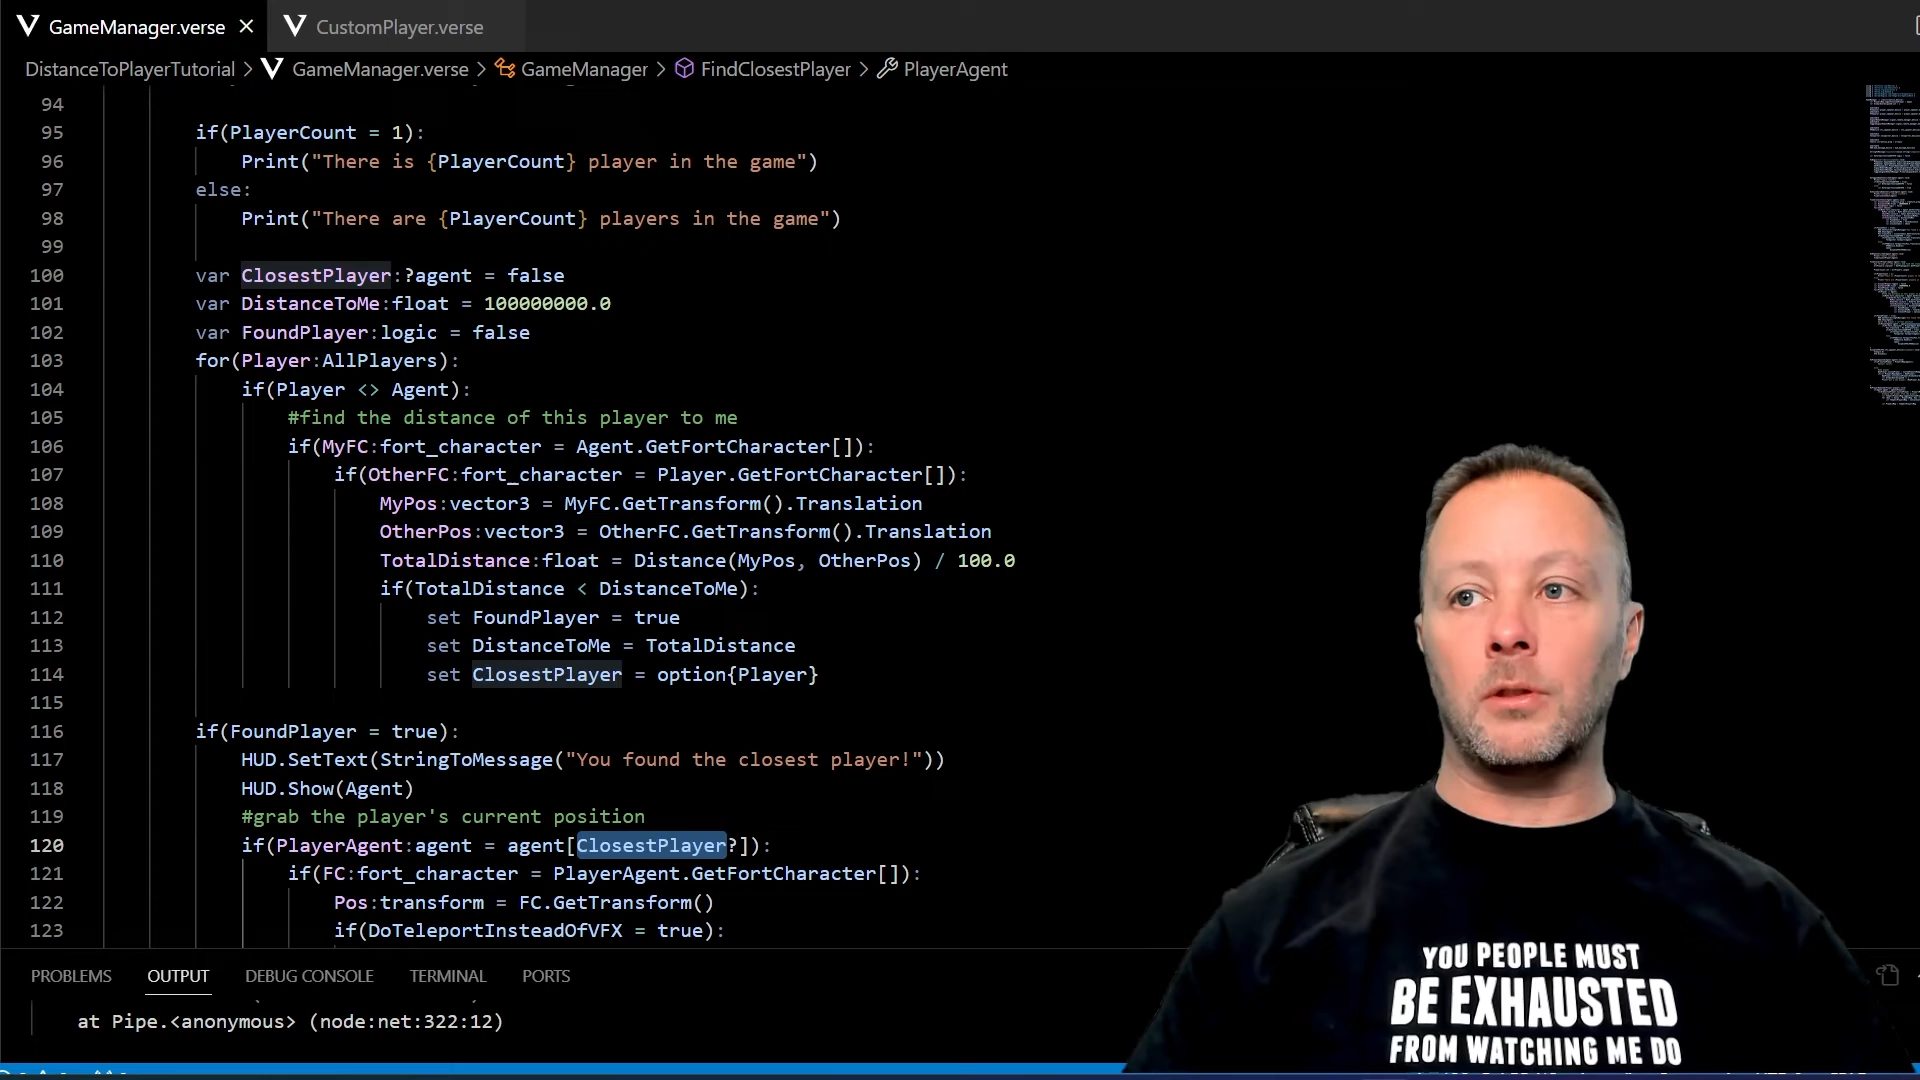 GameManager.verse
CustomPlayer.verse
DistanceToPlayerTutorial > GameManager.verse > GameManager > FindClosestPlayer > PlayerAgent
94
95 if(PlayerCount = 1):
96 Print("There is {PlayerCount} player in the game")
97 else:
98 Print("There are {PlayerCount} players in the game")
99
100 var ClosestPlayer:?agent = false
101 var DistanceToMe:float = 100000000.0
102 var FoundPlayer:logic = false
103 for(Player:AllPlayers):
104 if(Player <> Agent):
105 #find the distance of this player to me
106 if(MyFC:fort_character = Agent.GetFortCharacter[]):
107 if(OtherFC:fort_character = Player.GetFortCharacter[]):
108 MyPos:vector3 = MyFC.GetTransform().Translation
109 OtherPos:vector3 = OtherFC.GetTransform().Translation
110 TotalDistance:float = Distance(MyPos, OtherPos) / 100.0
111 if(TotalDistance < DistanceToMe):
112 set FoundPlayer = true
113 set DistanceToMe = TotalDistance
114 set ClosestPlayer = option{Player}
115
116 if(FoundPlayer = true):
117 HUD.SetText(StringToMessage("You found the closest player!"))
118 HUD.Show(Agent)
119 #grab the player's current position
120 if(PlayerAgent:agent = agent[ClosestPlayer?]):
121 if(FC:fort_character = PlayerAgent.GetFortCharacter[]):
122 Pos:transform = FC.GetTransform()
123 if(DoTeleportInsteadOfVFX = true):
PROBLEMS OUTPUT DEBUG CONSOLE TERMINAL PORTS
at Pipe.<anonymous> (node:net:322:12)
YOU PEOPLE MUST
BE EXHAUSTED
FROM WATCHING ME DO